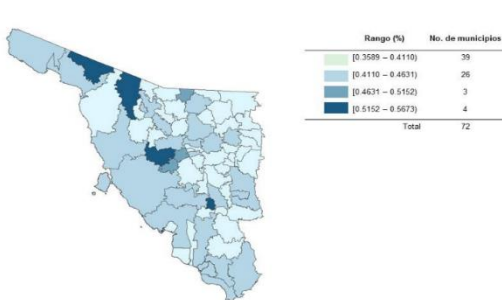 Rango (%) No. de municipios
[0.3589 – 0.4110) 39
[0.4110 – 0.4631) 26
[0.4631 – 0.5152) 3
[0.5152 – 0.5673) 4
Total 72